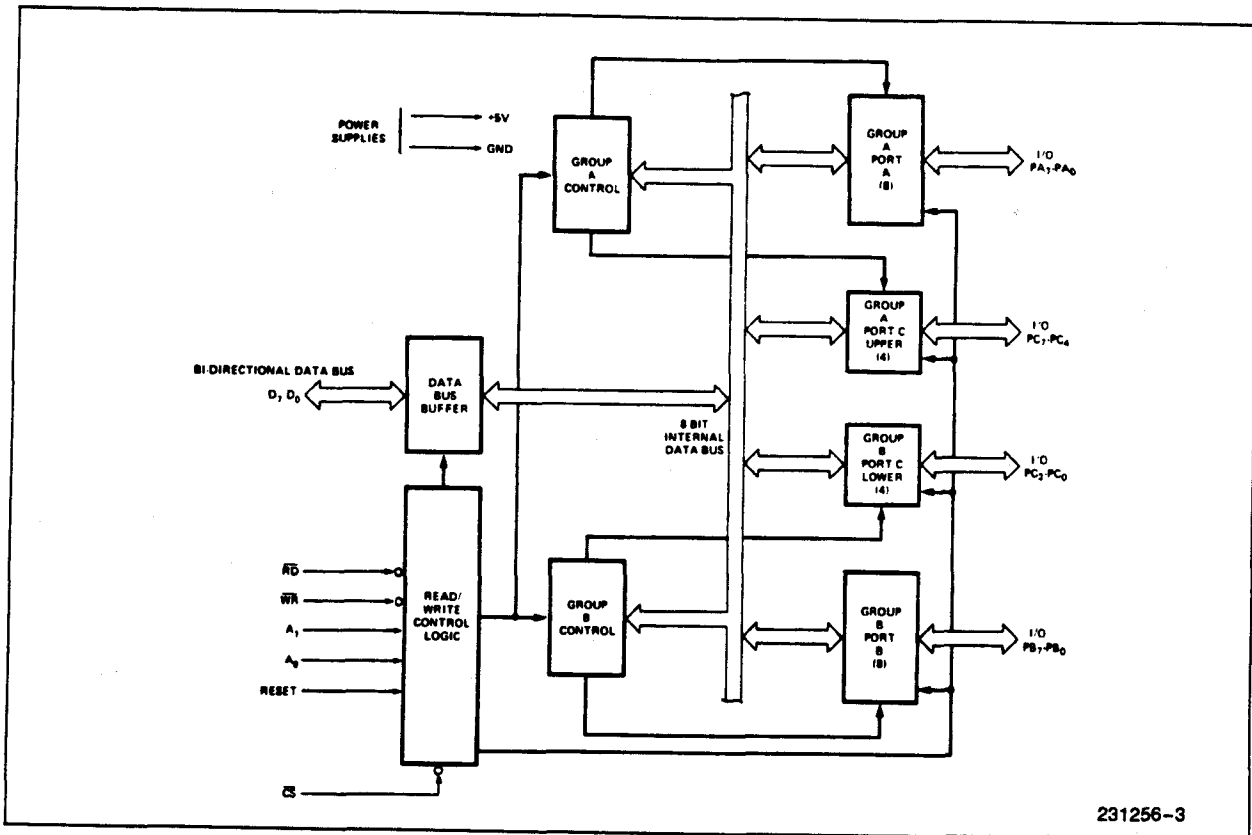 POWER
SUPPLIES
+5V
GND
GROUP
A
CONTROL
GROUP
A
PORT
A
(8)
I/O
PA7-PA0
GROUP
A
PORT C
UPPER
(4)
I/O
PC7-PC4
BI-DIRECTIONAL DATA BUS
D7 D0
DATA
BUS
BUFFER
8 BIT
INTERNAL
DATA BUS
GROUP
B
PORT C
LOWER
(4)
I/O
PC3-PC0
RD
WR
A1
A0
RESET
READ/
WRITE
CONTROL
LOGIC
GROUP
B
CONTROL
GROUP
B
PORT
B
(8)
I/O
PB7-PB0
CS
231256-3